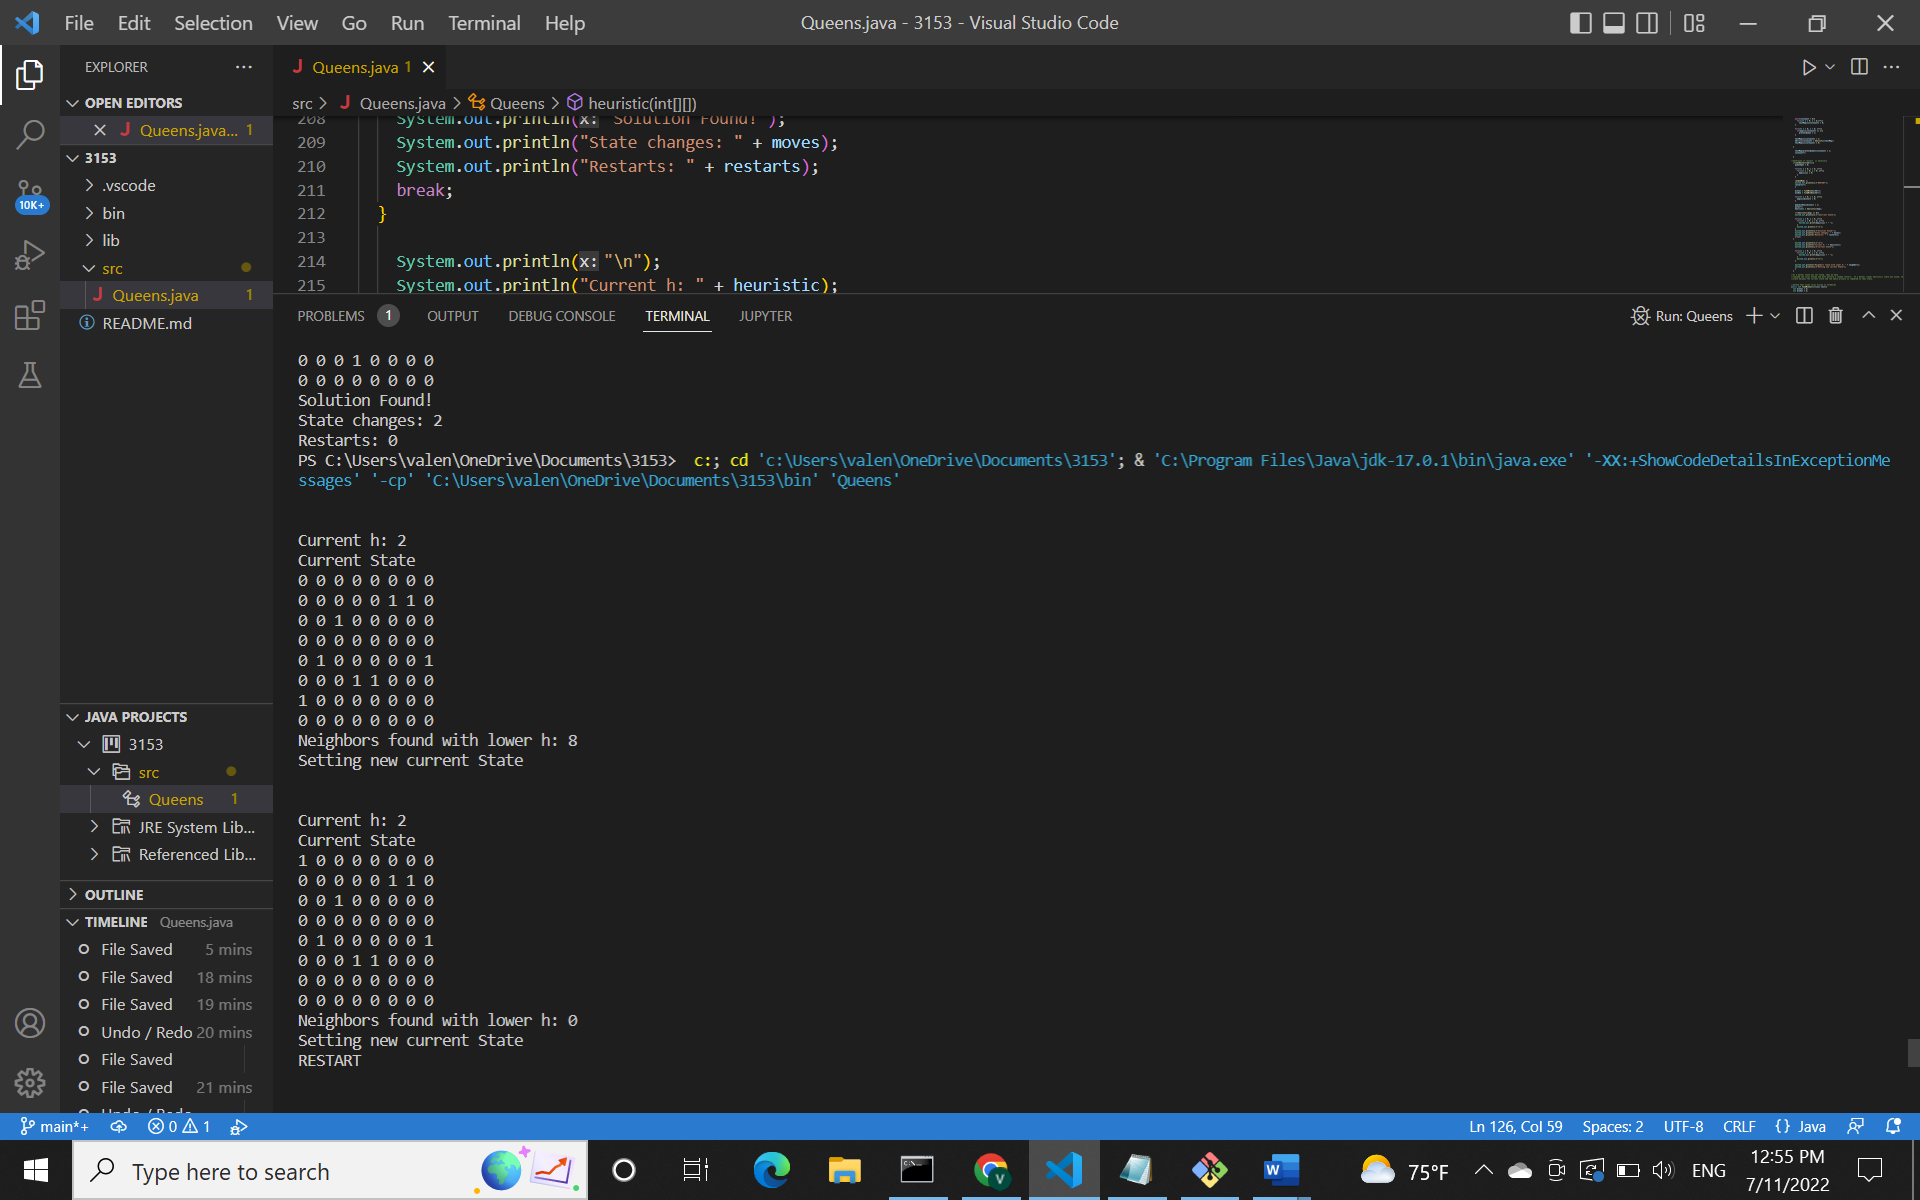 File Edit Selection View Go Run Terminal Help
Queens.java - 3153 - Visual Studio Code
EXPLORER
OPEN EDITORS
Queens.java... 1
3153
.vscode
bin
lib
src
Queens.java 1
README.md
JAVA PROJECTS
3153
src
Queens 1
JRE System Lib...
Referenced Lib...
OUTLINE
TIMELINE Queens.java
File Saved 5 mins
File Saved 18 mins
File Saved 19 mins
Undo / Redo 20 mins
File Saved
File Saved 21 mins
Undo / Redo
10K+
Queens.java 1
src > Queens.java > Queens > heuristic(int[][])
208 System.out.println(x: "Solution Found!");
209 System.out.println("State changes: " + moves);
210 System.out.println("Restarts: " + restarts);
211 break;
212 }
213
214 System.out.println(x: "\n");
215 System.out.println("Current h: " + heuristic);
PROBLEMS 1 OUTPUT DEBUG CONSOLE TERMINAL JUPYTER
Run: Queens
0 0 0 1 0 0 0 0
0 0 0 0 0 0 0 0
Solution Found!
State changes: 2
Restarts: 0
PS C:\Users\valen\OneDrive\Documents\3153> c:; cd 'c:\Users\valen\OneDrive\Documents\3153'; & 'C:\Program Files\Java\jdk-17.0.1\bin\java.exe' '-XX:+ShowCodeDetailsInExceptionMe
ssages' '-cp' 'C:\Users\valen\OneDrive\Documents\3153\bin' 'Queens'
Current h: 2
Current State
0 0 0 0 0 0 0 0
0 0 0 0 0 1 1 0
0 0 1 0 0 0 0 0
0 0 0 0 0 0 0 0
0 1 0 0 0 0 0 1
0 0 0 1 1 0 0 0
1 0 0 0 0 0 0 0
0 0 0 0 0 0 0 0
Neighbors found with lower h: 8
Setting new current State
Current h: 2
Current State
1 0 0 0 0 0 0 0
0 0 0 0 0 1 1 0
0 0 1 0 0 0 0 0
0 0 0 0 0 0 0 0
0 1 0 0 0 0 0 1
0 0 0 1 1 0 0 0
0 0 0 0 0 0 0 0
0 0 0 0 0 0 0 0
Neighbors found with lower h: 0
Setting new current State
RESTART
main*+ 0 1
Ln 126, Col 59 Spaces: 2 UTF-8 CRLF {} Java
Type here to search
75°F
ENG
12:55 PM
7/11/2022